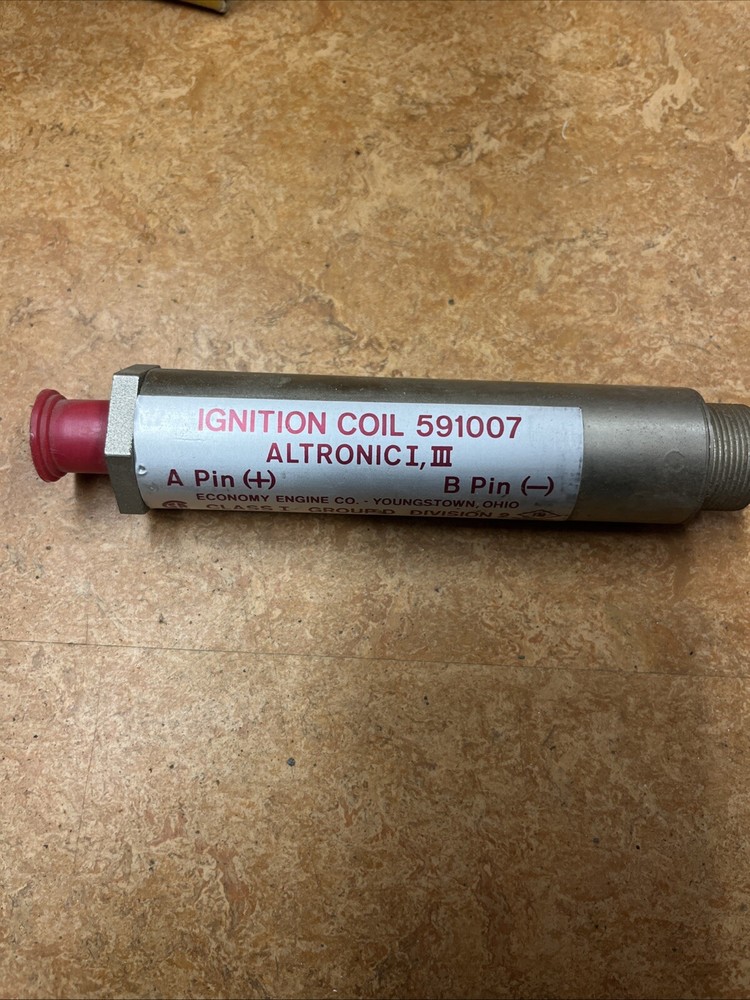 IGNITION COIL 591007
ALTRONIC I, III
A Pin (+) B Pin (−)
ECONOMY ENGINE CO. - YOUNGSTOWN, OHIO
CLASS I GROUP D DIVISION 2